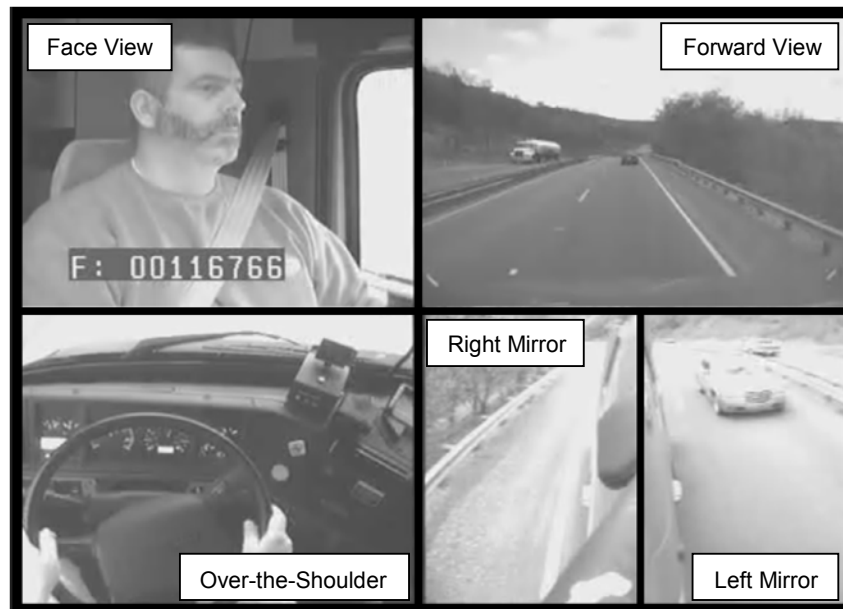 Face View
Forward View
F: 00116766
Right Mirror
Over-the-Shoulder
Left Mirror